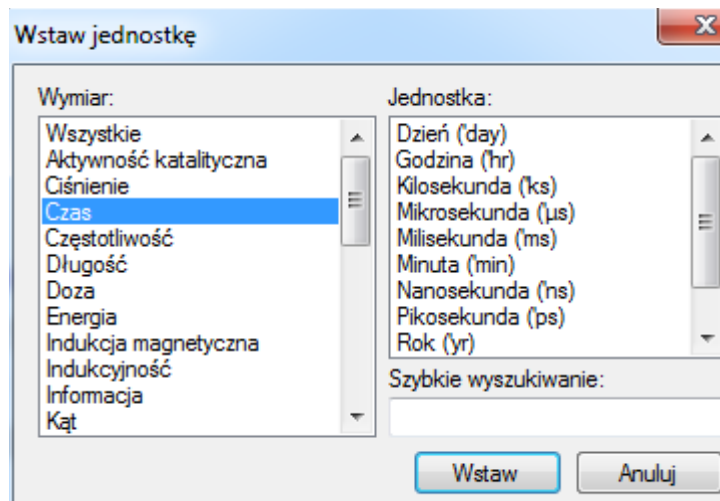 Wstaw jednostkę
Wymiar:
Wszystkie
Aktywność katalityczna
Ciśnienie
Czas
Częstotliwość
Długość
Doza
Energia
Indukcja magnetyczna
Indukcyjność
Informacja
Kąt
Jednostka:
Dzień ('day)
Godzina ('hr)
Kilosekunda ('ks)
Mikrosekunda ('μs)
Milisekunda ('ms)
Minuta ('min)
Nanosekunda ('ns)
Pikosekunda ('ps)
Rok ('yr)
Szybkie wyszukiwanie:
Wstaw
Anuluj